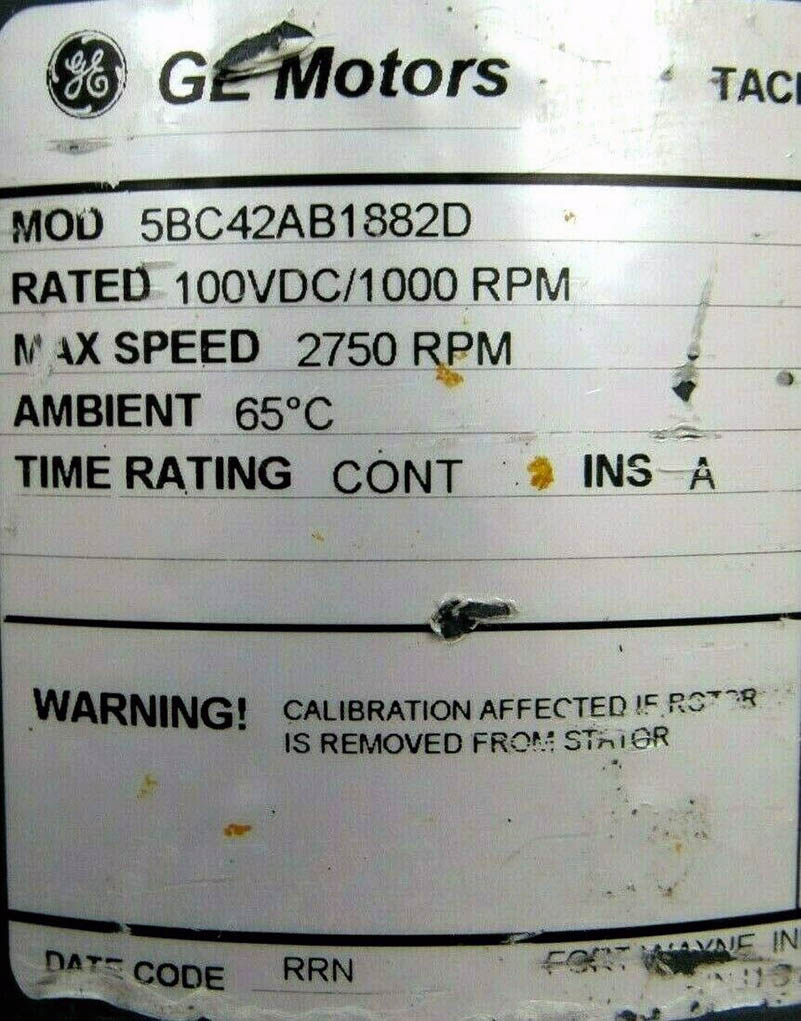 GE Motors TACH
MOD 5BC42AB1882D
RATED 100VDC/1000 RPM
MAX SPEED 2750 RPM
AMBIENT 65°C
TIME RATING CONT INS A
WARNING! CALIBRATION AFFECTED IF ROTOR
IS REMOVED FROM STATOR
DATE CODE RRN FORT WAYNE IN